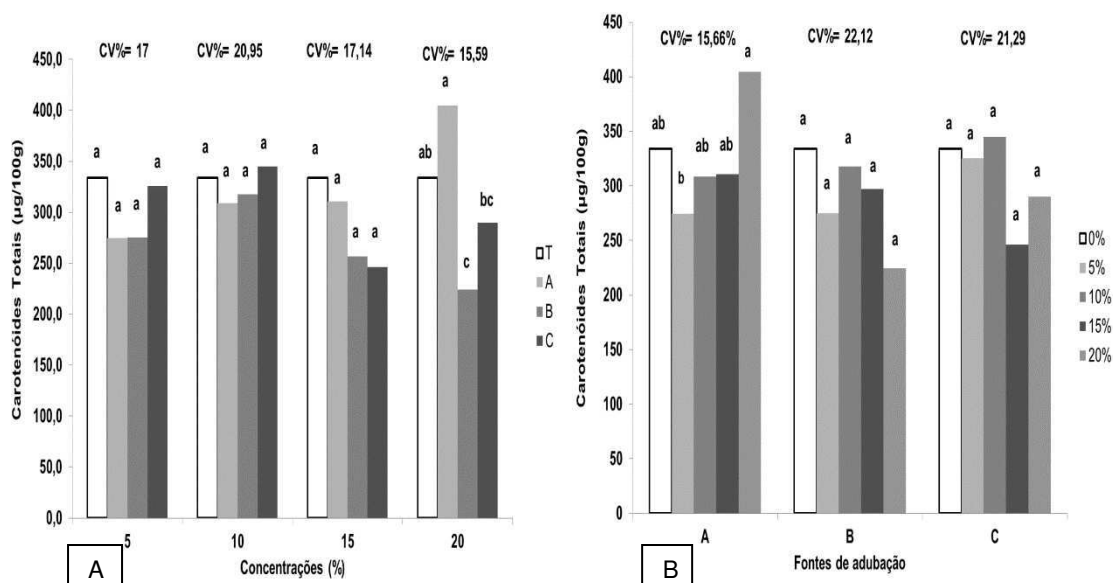 CV%= 17 CV%= 20,95 CV%= 17,14 CV%= 15,59
Carotenóides Totais (µg/100g)
450,0
400,0
350,0
300,0
250,0
200,0
150,0
100,0
50,0
0,0
a a a a
a a a a
a a a a
ab a c bc
5 10 15 20
Concentrações (%)
T
A
B
C
A
CV%= 15,66% CV%= 22,12 CV%= 21,29
Carotenóides Totais (µg/100g)
450
400
350
300
250
200
150
100
50
0
ab b ab ab a
a a a a a
a a a a a
A B C
Fontes de adubação
0%
5%
10%
15%
20%
B